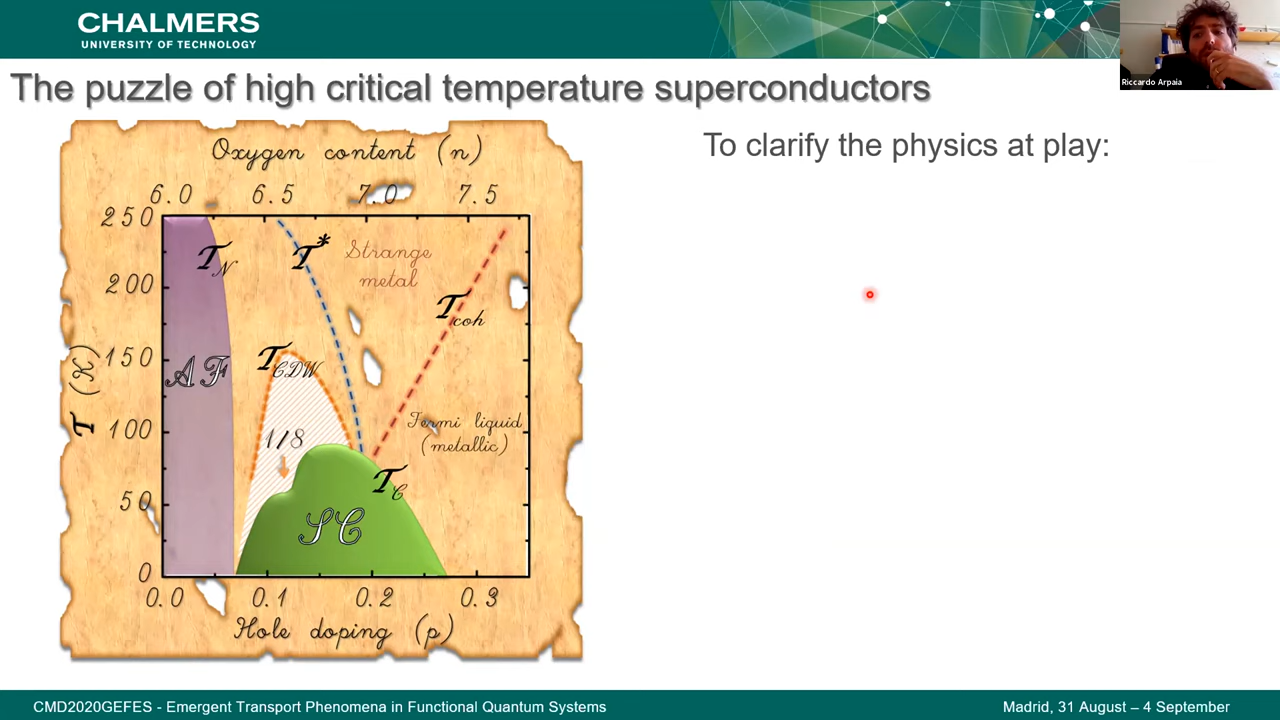 CHALMERS
UNIVERSITY OF TECHNOLOGY
Riccardo Arpaia
The puzzle of high critical temperature superconductors
To clarify the physics at play:
Oxygen content (n)
6.0 6.5 7.0 7.5
250
200
150
100
50
0
T (K)
T_N
T*
Strange
metal
T_coh
AF
T_CDW
1/8
Fermi liquid
(metallic)
T_C
SC
0.0 0.1 0.2 0.3
Hole doping (p)
CMD2020GEFES - Emergent Transport Phenomena in Functional Quantum Systems
Madrid, 31 August – 4 September